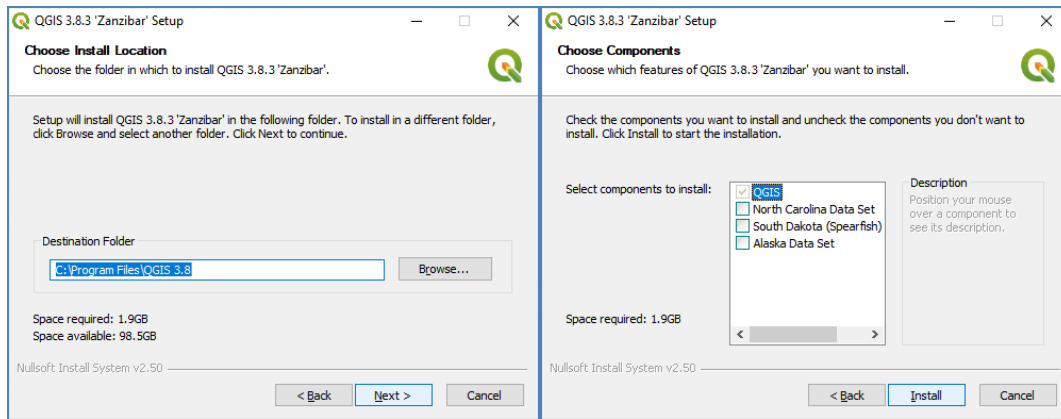 QGIS 3.8.3 'Zanzibar' Setup
Choose Install Location
Choose the folder in which to install QGIS 3.8.3 'Zanzibar'.
Setup will install QGIS 3.8.3 'Zanzibar' in the following folder. To install in a different folder,
click Browse and select another folder. Click Next to continue.
Destination Folder
C:\Program Files\QGIS 3.8
Browse...
Space required: 1.9GB
Space available: 98.5GB
Nullsoft Install System v2.50
< Back
Next >
Cancel
QGIS 3.8.3 'Zanzibar' Setup
Choose Components
Choose which features of QGIS 3.8.3 'Zanzibar' you want to install.
Check the components you want to install and uncheck the components you don't want to
install. Click Install to start the installation.
Select components to install:
QGIS
North Carolina Data Set
South Dakota (Spearfish)
Alaska Data Set
Description
Position your mouse
over a component to
see its description.
Space required: 1.9GB
Nullsoft Install System v2.50
< Back
Install
Cancel